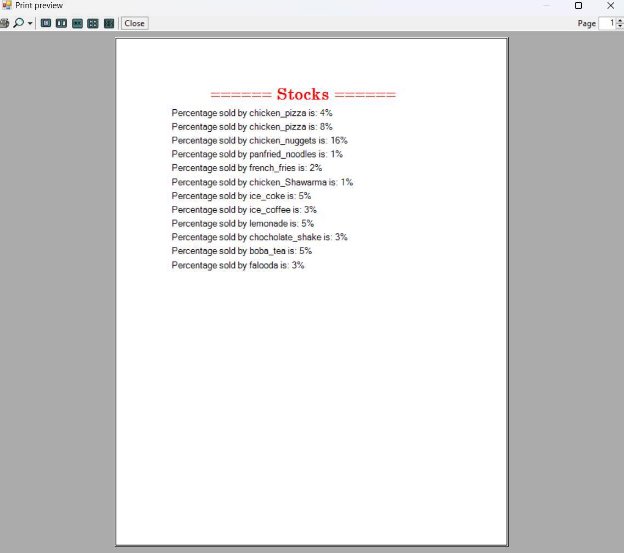 Print preview
Close
Page 1
====== Stocks ======
Percentage sold by chicken_pizza is: 4%
Percentage sold by chicken_pizza is: 8%
Percentage sold by chicken_nuggets is: 16%
Percentage sold by panfried_noodles is: 1%
Percentage sold by french_fries is: 2%
Percentage sold by chicken_Shawarma is: 1%
Percentage sold by ice_coke is: 5%
Percentage sold by ice_coffee is: 3%
Percentage sold by lemonade is: 5%
Percentage sold by chocholate_shake is: 3%
Percentage sold by boba_tea is: 5%
Percentage sold by falooda is: 3%